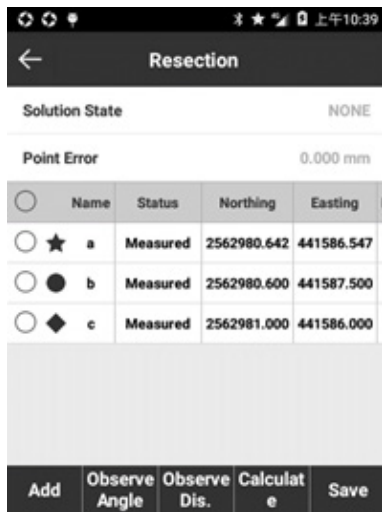 上午10:39
Resection
Solution State NONE
Point Error 0.000 mm
Name Status Northing Easting
a Measured 2562980.642 441586.547
b Measured 2562980.600 441587.500
c Measured 2562981.000 441586.000
Add Observe Angle Observe Dis. Calculate Save